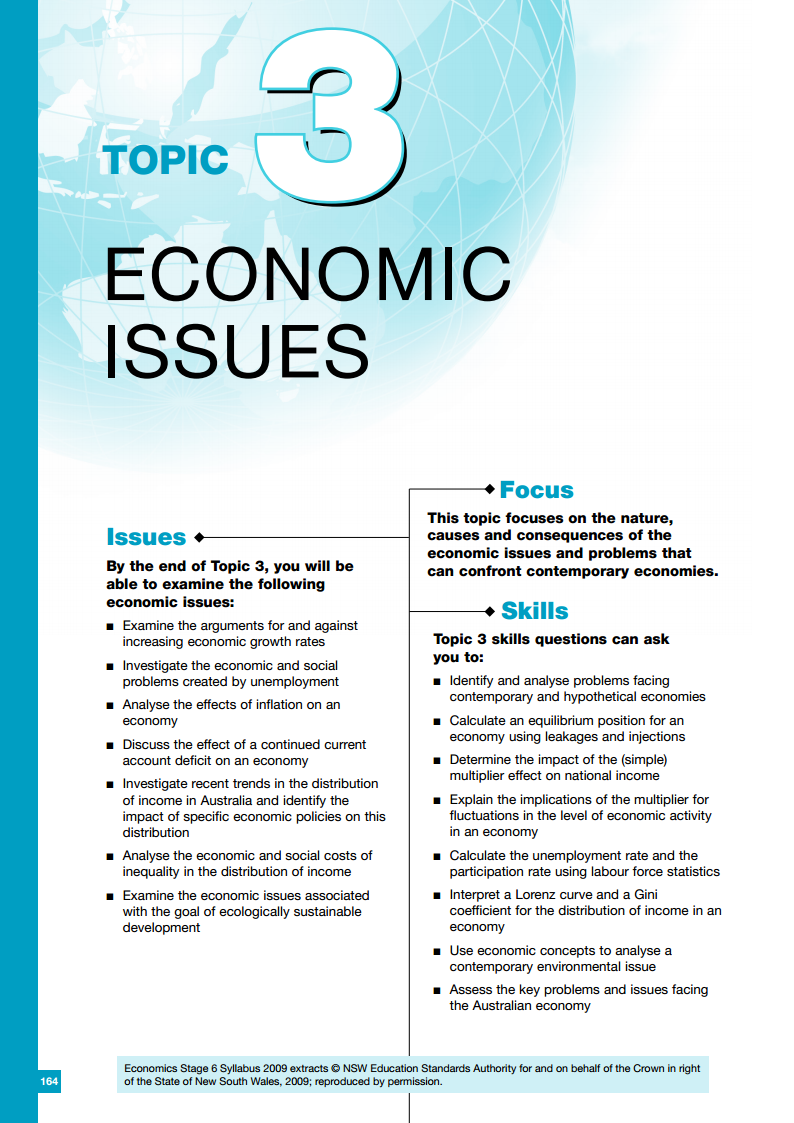 TOPIC 3
ECONOMIC
ISSUES
Issues
By the end of Topic 3, you will be
able to examine the following
economic issues:
■ Examine the arguments for and against
increasing economic growth rates
■ Investigate the economic and social
problems created by unemployment
■ Analyse the effects of inflation on an
economy
■ Discuss the effect of a continued current
account deficit on an economy
■ Investigate recent trends in the distribution
of income in Australia and identify the
impact of specific economic policies on this
distribution
■ Analyse the economic and social costs of
inequality in the distribution of income
■ Examine the economic issues associated
with the goal of ecologically sustainable
development
Focus
This topic focuses on the nature,
causes and consequences of the
economic issues and problems that
can confront contemporary economies.
Skills
Topic 3 skills questions can ask
you to:
■ Identify and analyse problems facing
contemporary and hypothetical economies
■ Calculate an equilibrium position for an
economy using leakages and injections
■ Determine the impact of the (simple)
multiplier effect on national income
■ Explain the implications of the multiplier for
fluctuations in the level of economic activity
in an economy
■ Calculate the unemployment rate and the
participation rate using labour force statistics
■ Interpret a Lorenz curve and a Gini
coefficient for the distribution of income in an
economy
■ Use economic concepts to analyse a
contemporary environmental issue
■ Assess the key problems and issues facing
the Australian economy
Economics Stage 6 Syllabus 2009 extracts © NSW Education Standards Authority for and on behalf of the Crown in right
of the State of New South Wales, 2009; reproduced by permission.
164